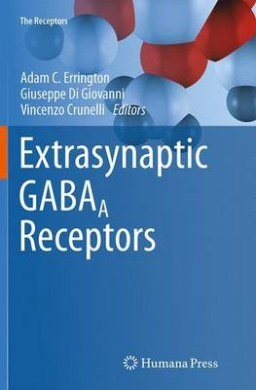 The Receptors
Adam C. Errington
Giuseppe Di Giovanni
Vincenzo Crunelli Editors
Extrasynaptic
GABAA
Receptors
Humana Press